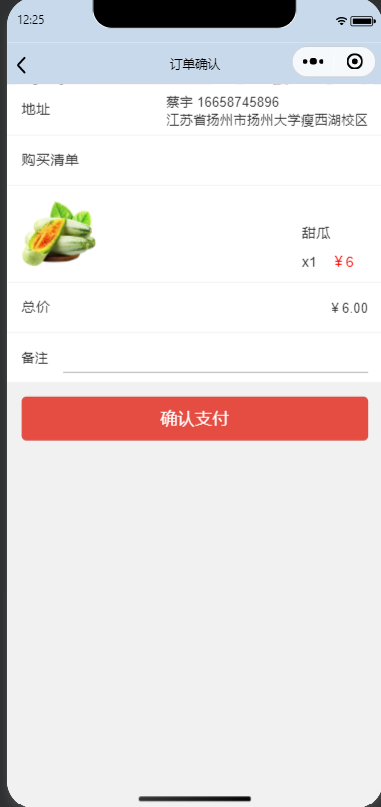 12:25
订单确认
地址
蔡宇 16658745896
江苏省扬州市扬州大学瘦西湖校区
购买清单
甜瓜
x1 ￥6
总价
￥6.00
备注
确认支付